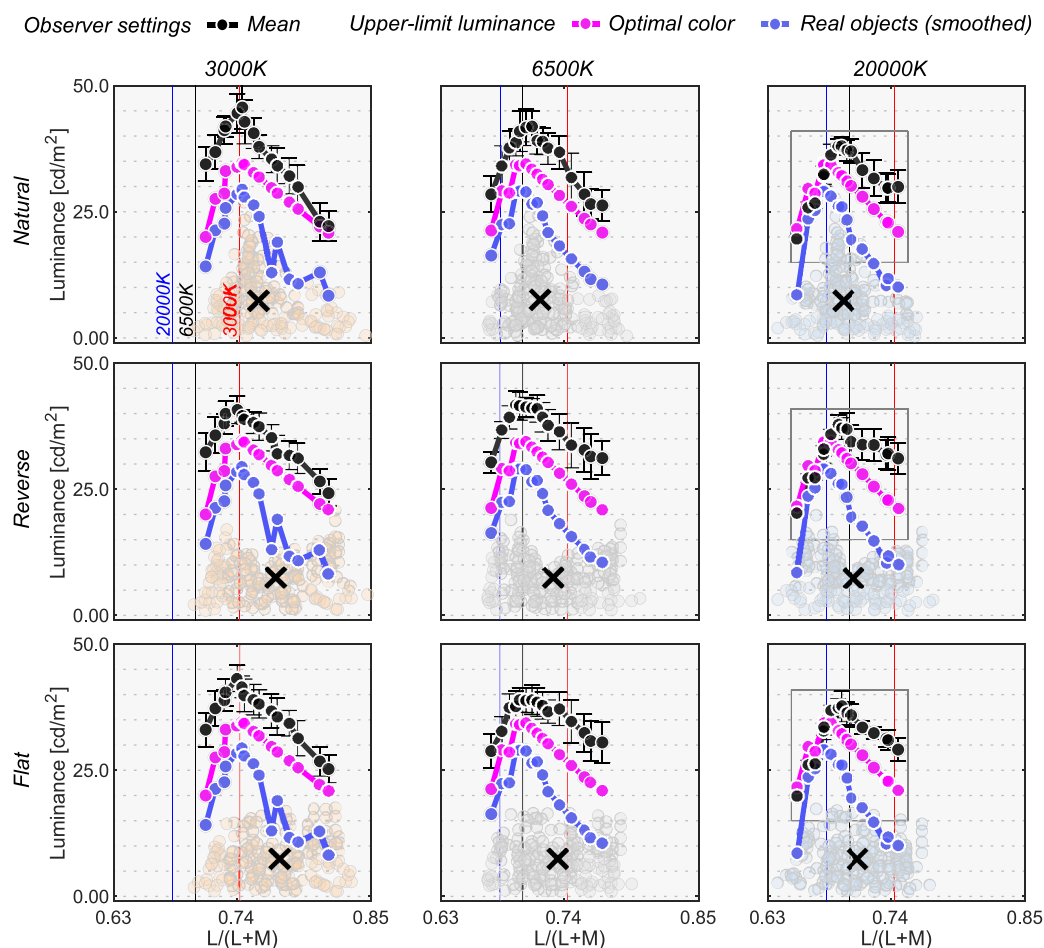 Observer settings Mean Upper-limit luminance Optimal color Real objects (smoothed)
3000K 6500K 20000K
Natural
Luminance [cd/m²]
50.0
25.0
0.00
20000K
6500K
3000K
Reverse
Luminance [cd/m²]
50.0
25.0
0.00
Flat
Luminance [cd/m²]
50.0
25.0
0.00
0.63 0.74 0.85 0.63 0.74 0.85 0.63 0.74 0.85
L/(L+M) L/(L+M) L/(L+M)